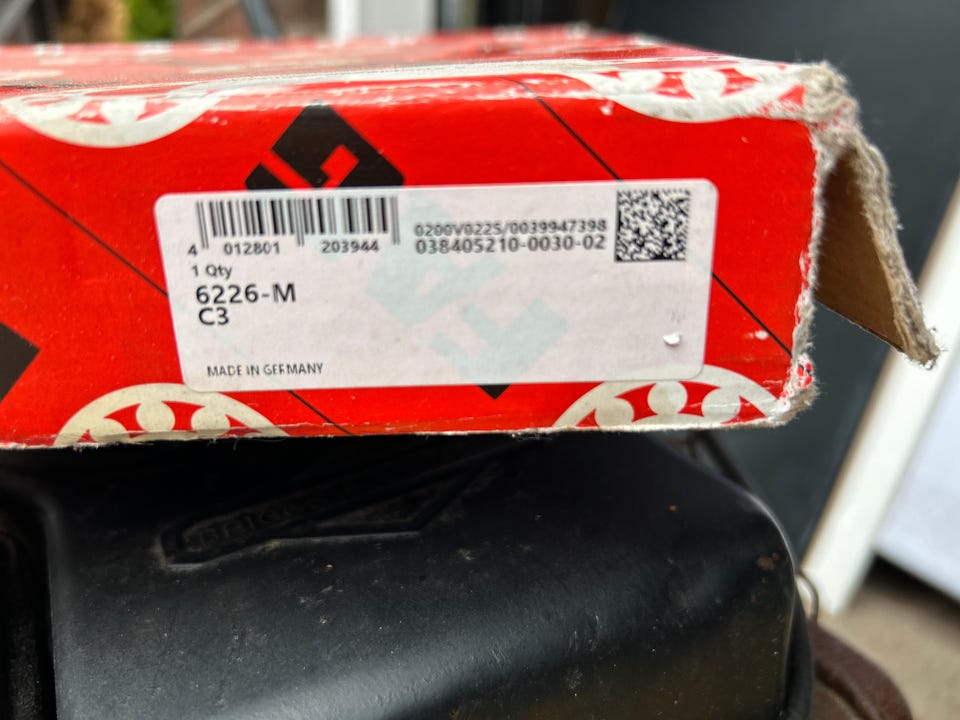 4 012801 203944
0200V0225/0039947398
038405210-0030-02
1 Qty
6226-M
C3
MADE IN GERMANY